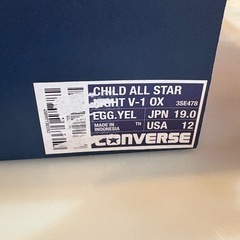 CHILD ALL STAR
LIGHT V-1 OX 3SE478
EGG.YEL JPN 19.0
MADE IN INDONESIA TM USA 12
CONVERSE